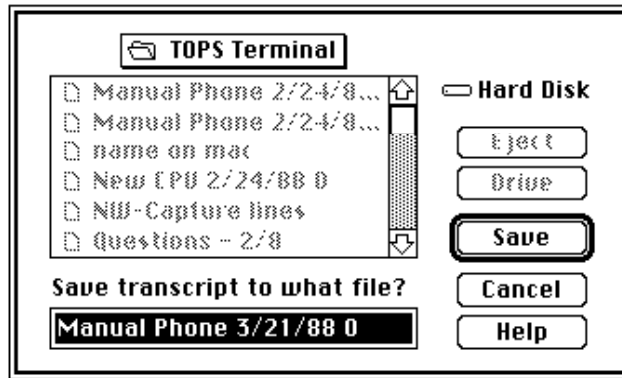 TOPS Terminal
Manual Phone 2/24/8...
Manual Phone 2/24/8...
name on mac
New CPU 2/24/88 0
NW-Capture lines
Questions - 2/8
Hard Disk
Eject
Drive
Save
Save transcript to what file?
Cancel
Manual Phone 3/21/88 0
Help